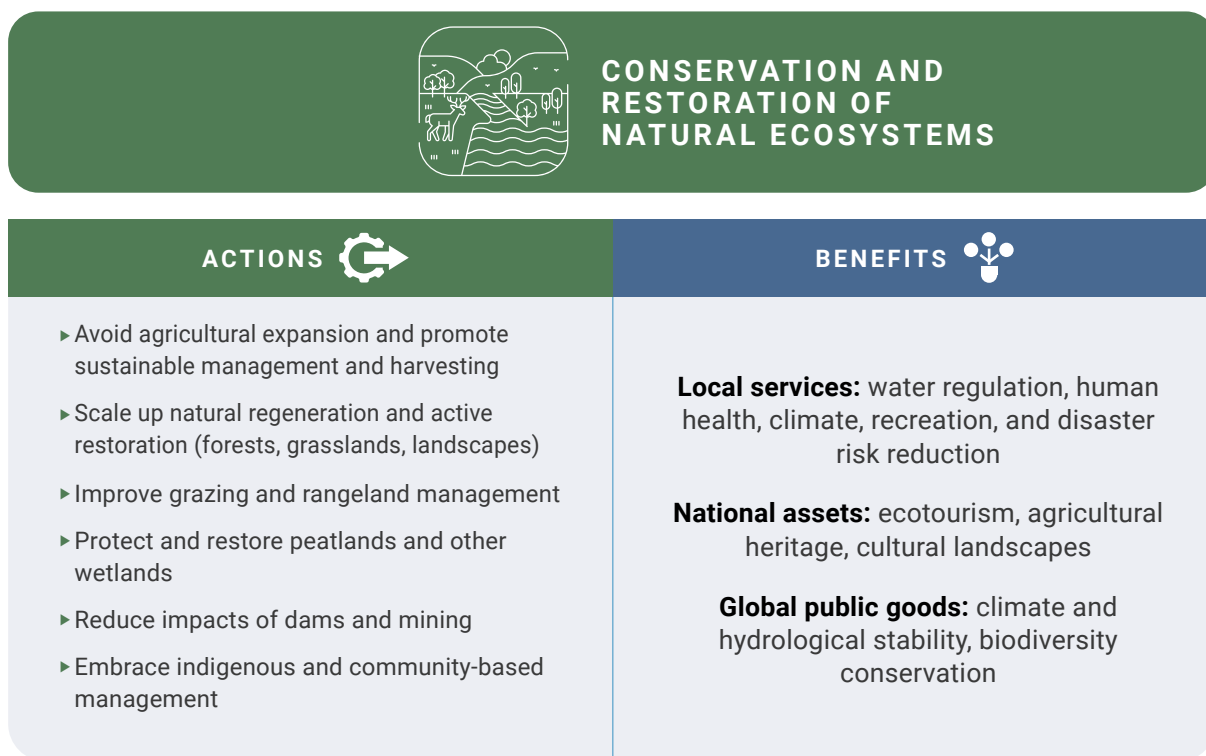 CONSERVATION AND
RESTORATION OF
NATURAL ECOSYSTEMS
ACTIONS
▸Avoid agricultural expansion and promote
sustainable management and harvesting
▸Scale up natural regeneration and active
restoration (forests, grasslands, landscapes)
▸Improve grazing and rangeland management
▸Protect and restore peatlands and other
wetlands
▸Reduce impacts of dams and mining
▸Embrace indigenous and community-based
management
BENEFITS
Local services: water regulation, human
health, climate, recreation, and disaster
risk reduction
National assets: ecotourism, agricultural
heritage, cultural landscapes
Global public goods: climate and
hydrological stability, biodiversity
conservation